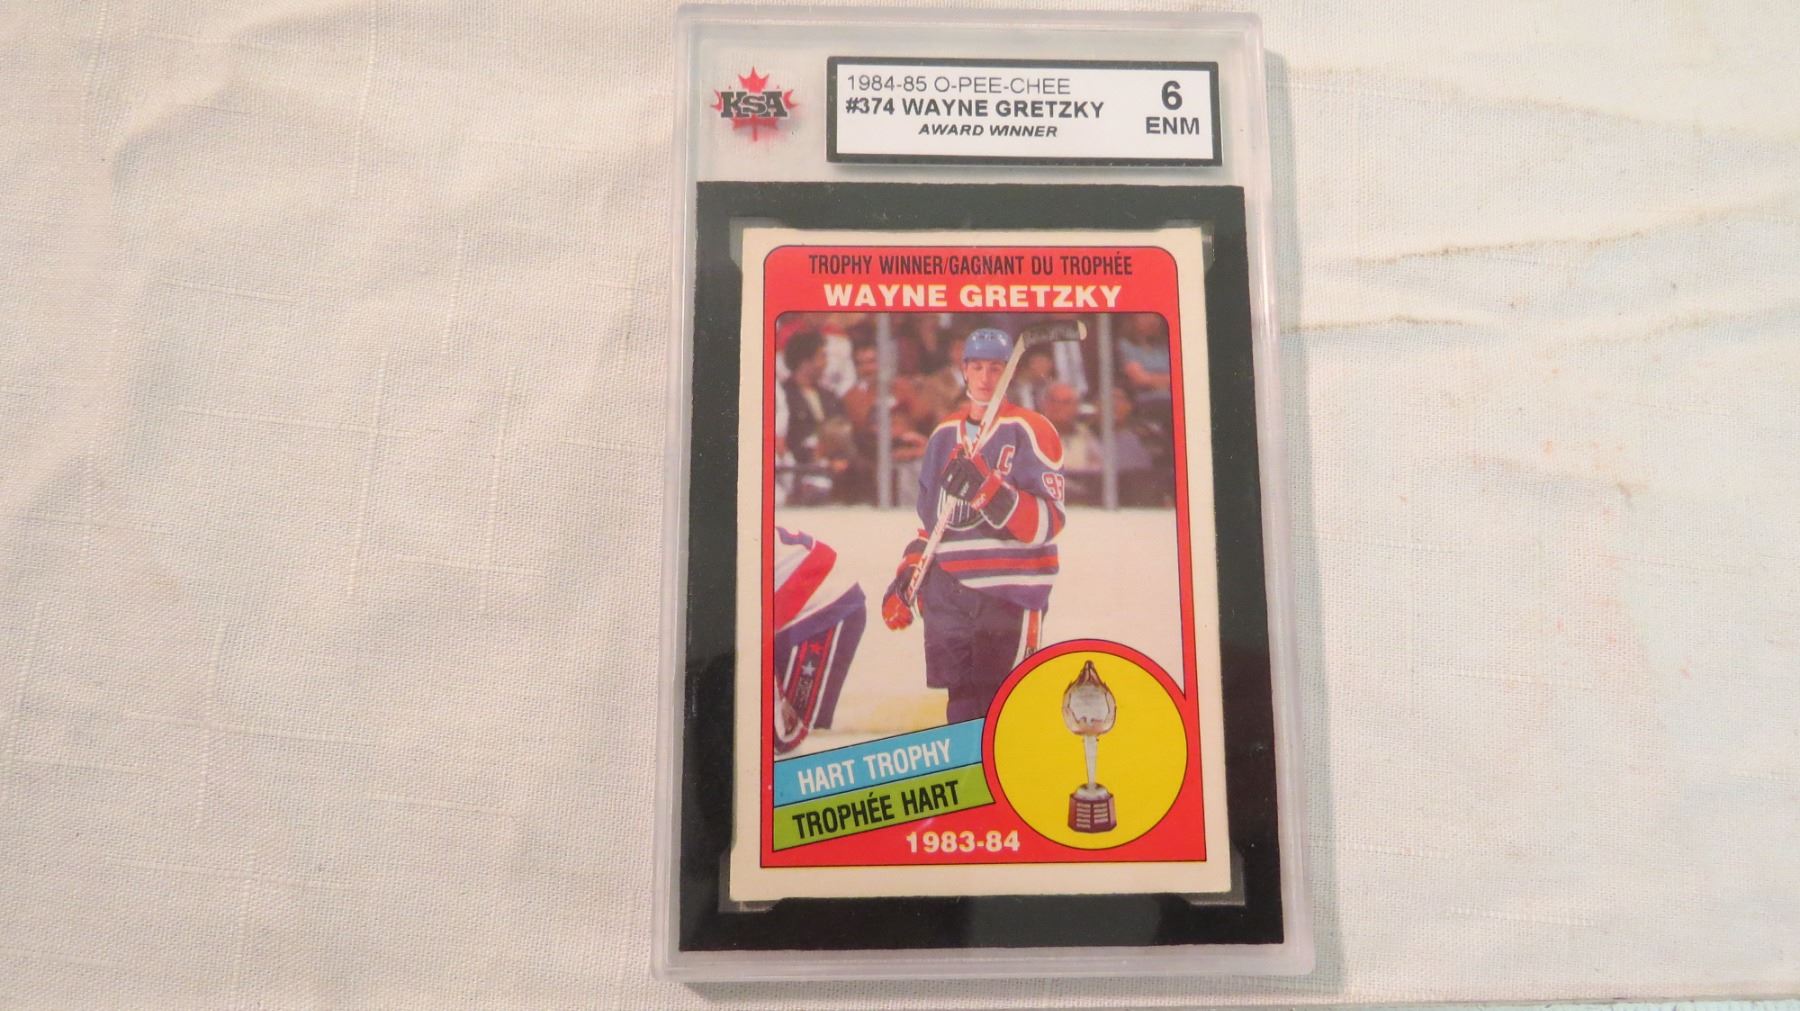 KSA
1984-85 O-PEE-CHEE
#374 WAYNE GRETZKY
AWARD WINNER
6
ENM
TROPHY WINNER/GAGNANT DU TROPHÉE
WAYNE GRETZKY
C
HART TROPHY
TROPHÉE HART
1983-84